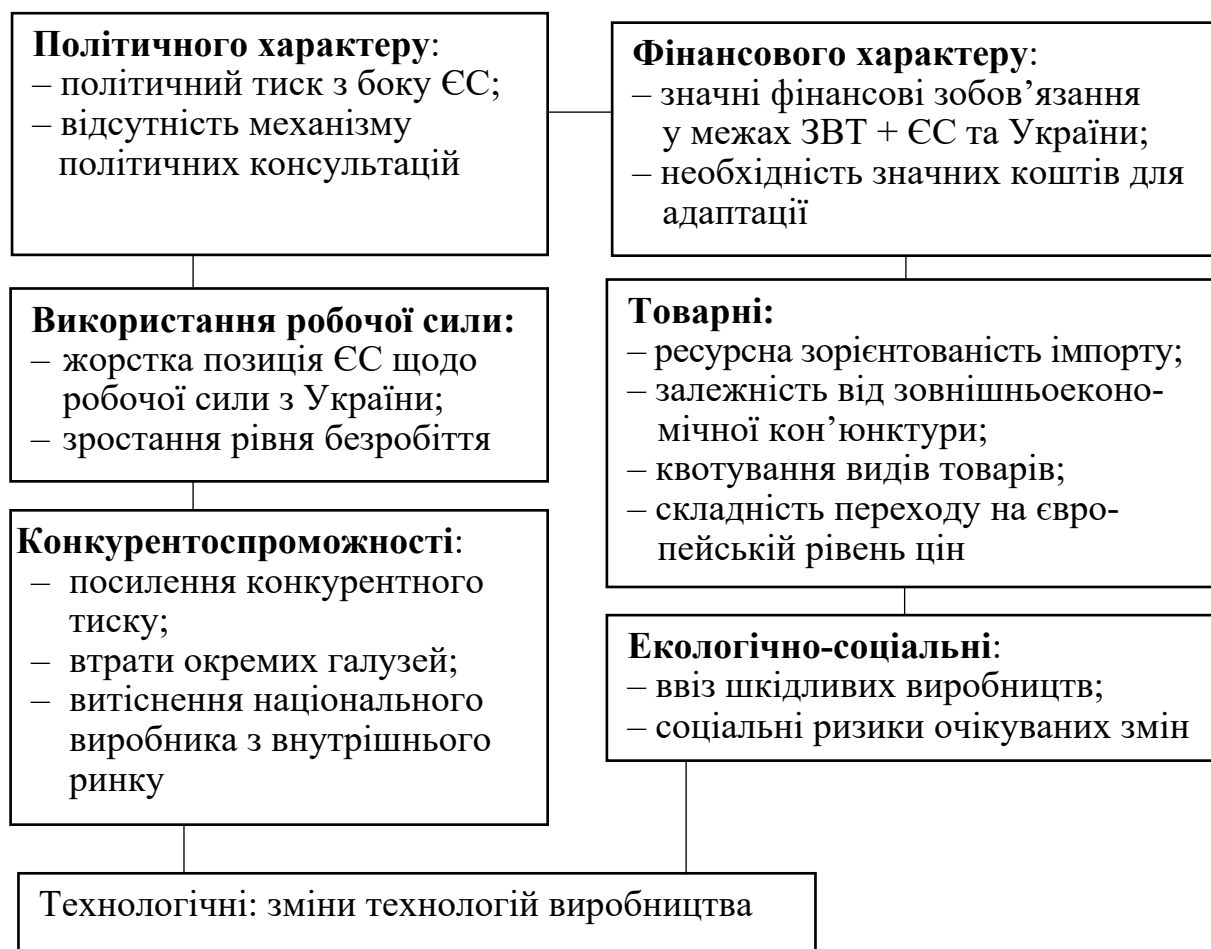 Політичного характеру:
– політичний тиск з боку ЄС;
– відсутність механізму
політичних консультацій
Фінансового характеру:
– значні фінансові зобов’язання
у межах ЗВТ + ЄС та України;
– необхідність значних коштів для
адаптації
Використання робочої сили:
– жорстка позиція ЄС щодо
робочої сили з України;
– зростання рівня безробіття
Товарні:
– ресурсна зорієнтованість імпорту;
– залежність від зовнішньоеконо-
мічної кон’юнктури;
– квотування видів товарів;
– складність переходу на євро-
пейській рівень цін
Конкурентоспроможності:
– посилення конкурентного
тиску;
– втрати окремих галузей;
– витіснення національного
виробника з внутрішнього
ринку
Екологічно-соціальні:
– ввіз шкідливих виробництв;
– соціальні ризики очікуваних змін
Технологічні: зміни технологій виробництва